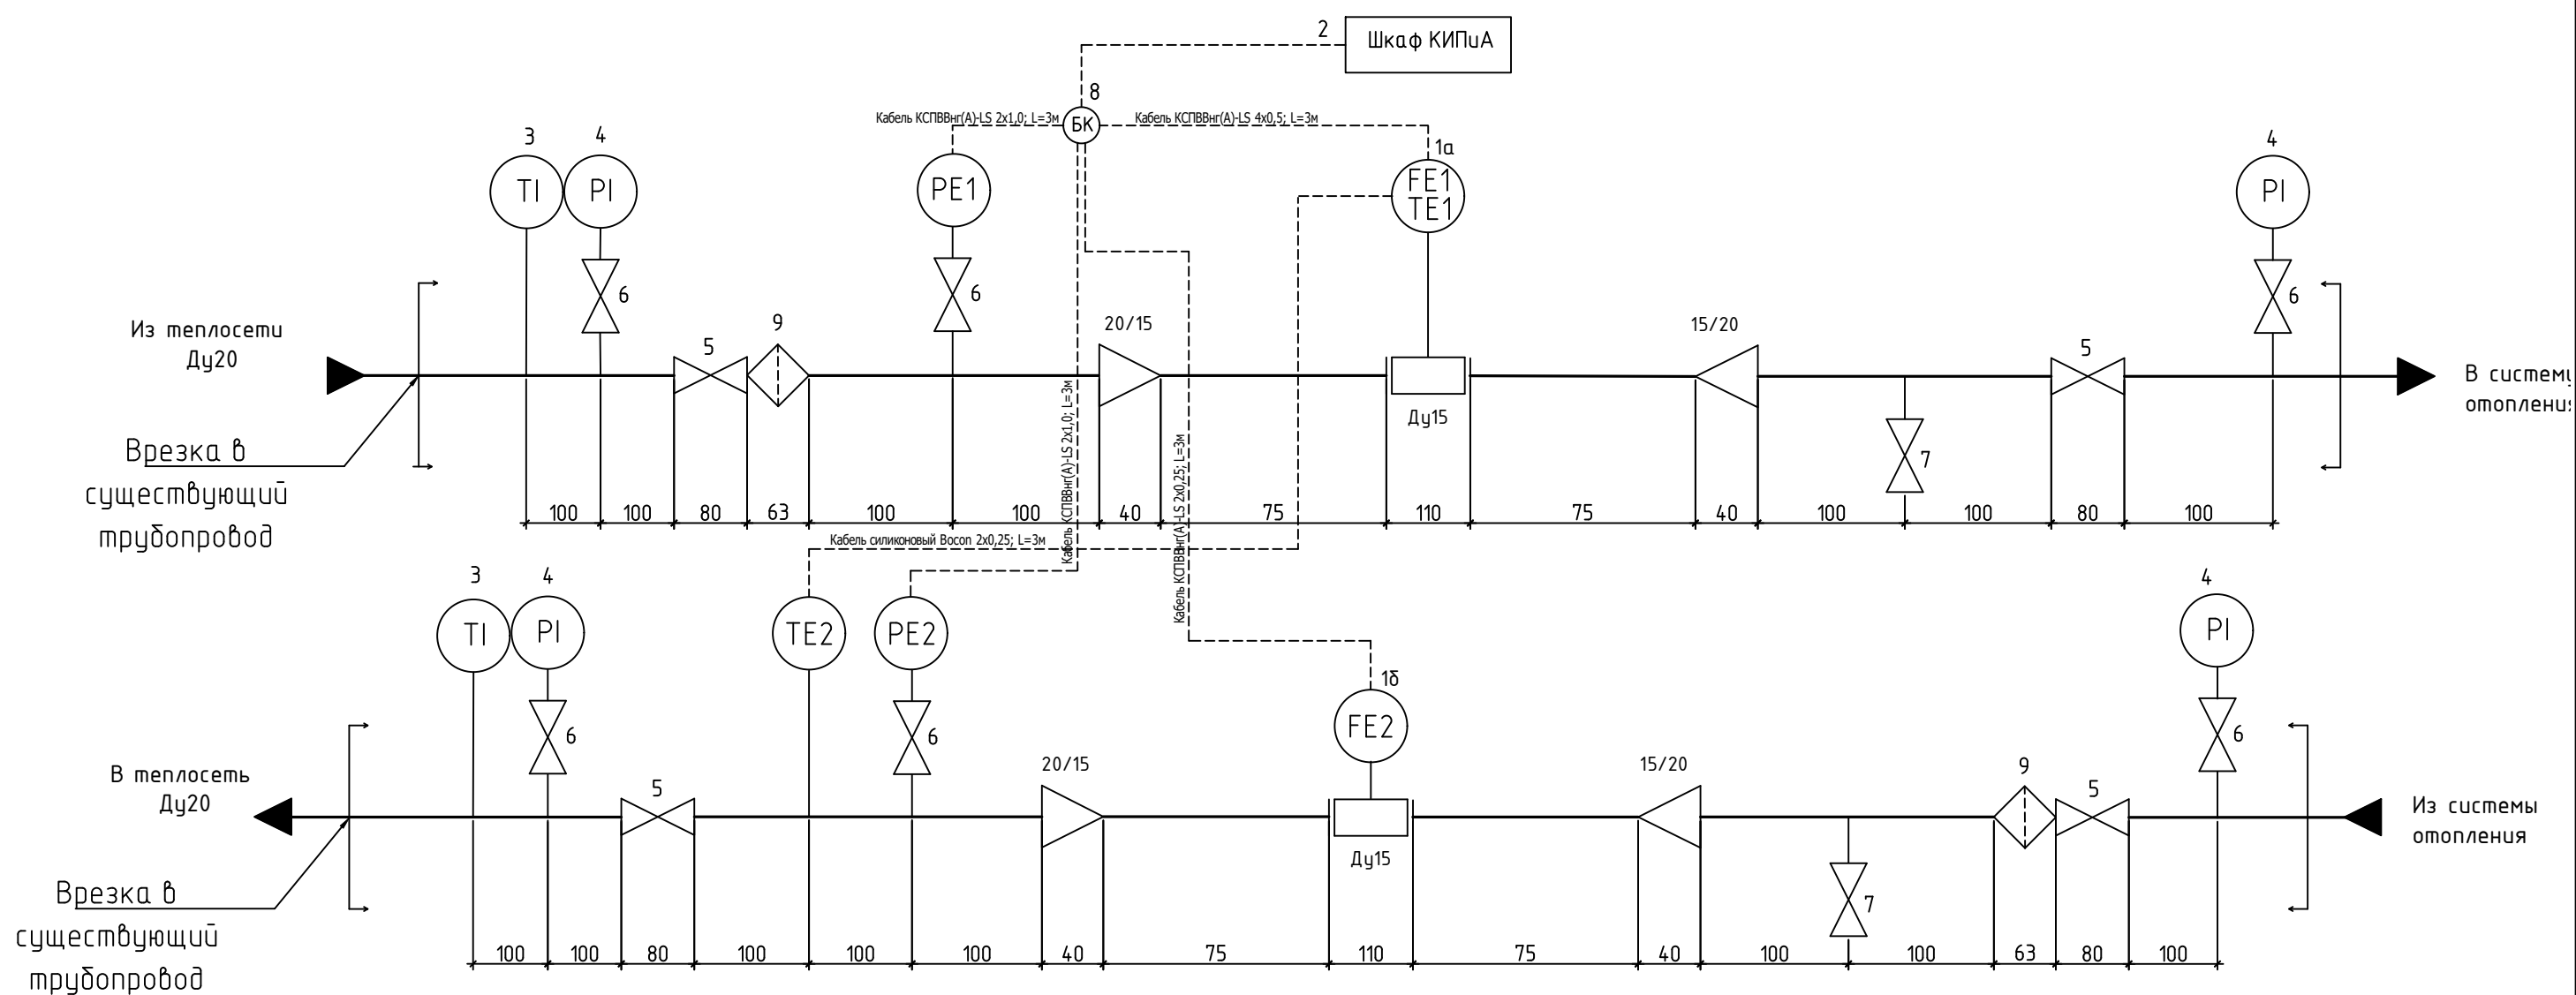 2
Шкаф КИПиА
8
БК
Кабель КСПВВнг(А)-LS 2x1,0; L=3м
Кабель КСПВВнг(А)-LS 4x0,5; L=3м
3
4
1а
4
TI
PI
PE1
FE1
TE1
PI
6
6
6
Из теплосети
Ду20
5
9
20/15
15/20
5
В систему
отопления
Ду15
7
Врезка в
существующий
трубопровод
Кабель КСПВВнг(А)-LS 2x1,0; L=3м
Кабель КСПВВнг(А)-LS 2x0,25; L=3м
100
100
80
63
100
100
40
75
110
75
40
100
100
80
100
Кабель силиконовый Восоп 2x0,25; L=3м
3
4
4
TI
PI
TE2
PE2
PI
1б
FE2
6
6
6
В теплосеть
Ду20
5
20/15
15/20
9
5
Из системы
отопления
Ду15
7
Врезка в
существующий
трубопровод
100
100
80
100
100
100
40
75
110
75
40
100
100
63
80
100